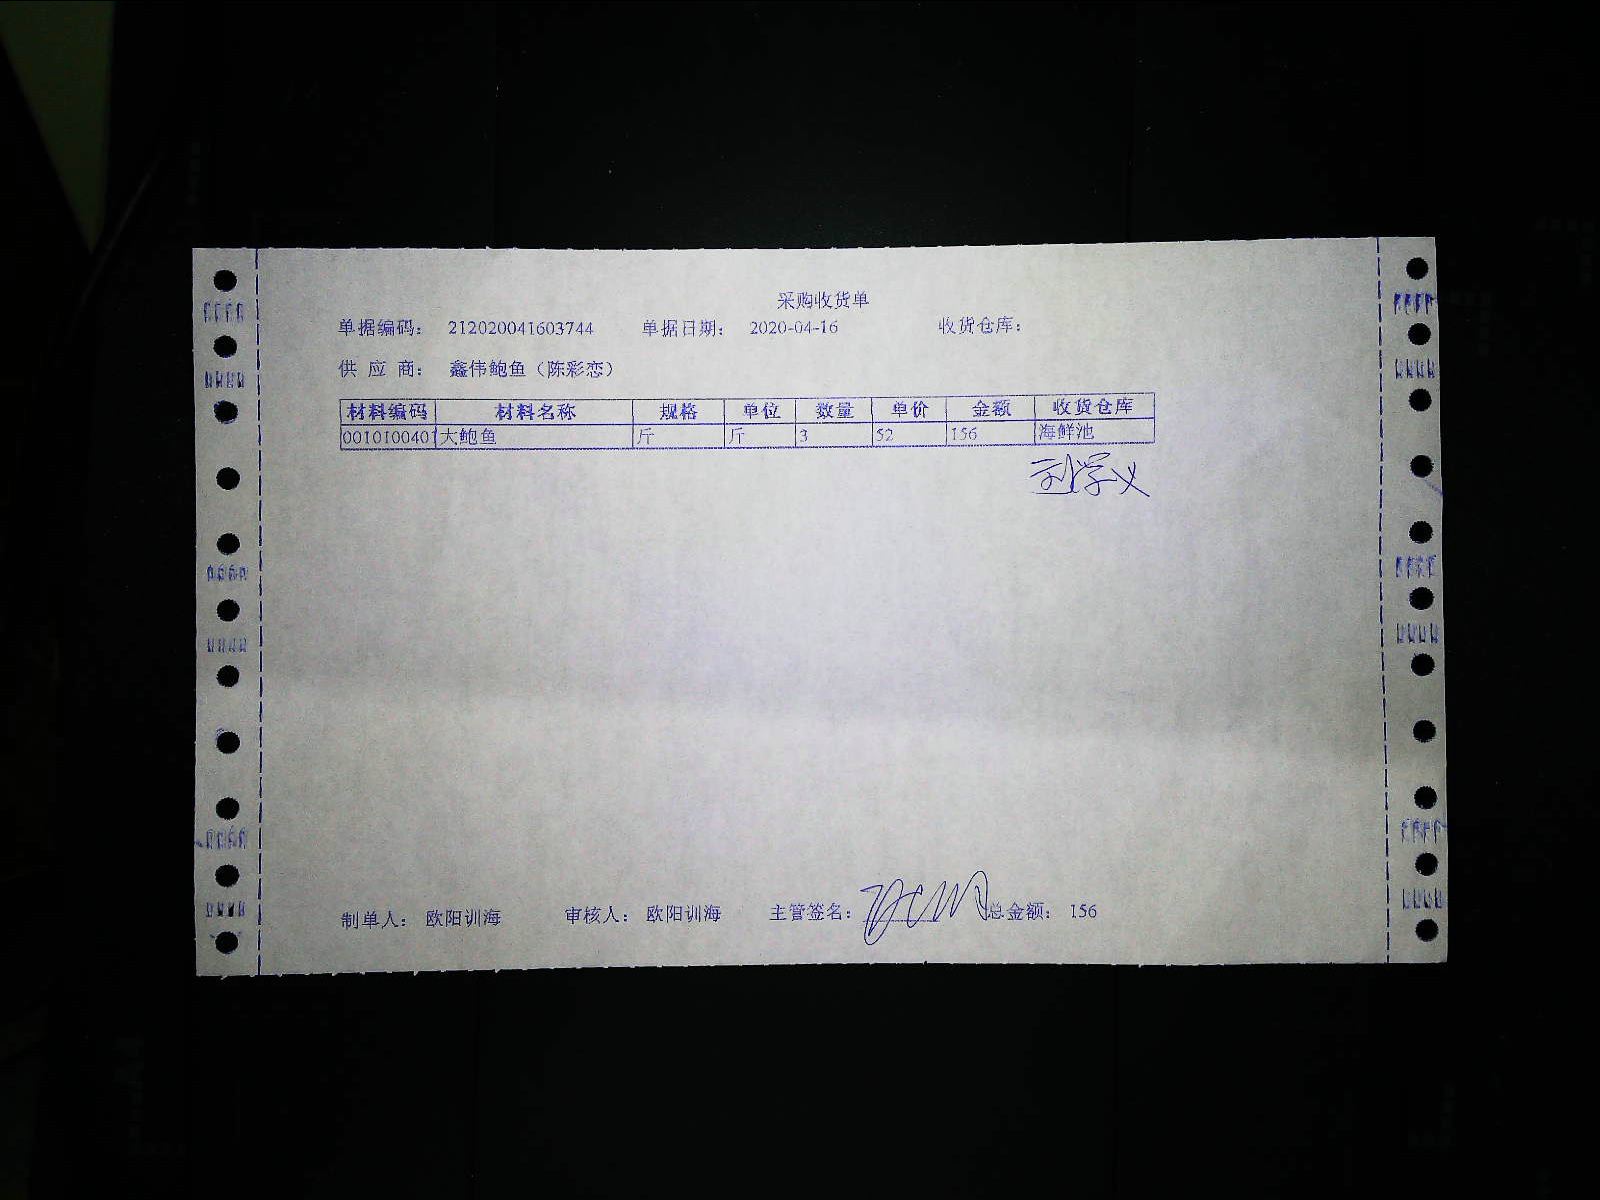 采购收货单
单据编码： 212020041603744 单据日期： 2020-04-16 收货仓库：
供 应 商： 鑫伟鲍鱼（陈彩恋）
材料编码 材料名称 规格 单位 数量 单价 金额 收货仓库
0010100401 大鲍鱼 斤 斤 3 52 156 海鲜池
刘学义
制单人： 欧阳训海 审核人： 欧阳训海 主管签名： 总金额： 156